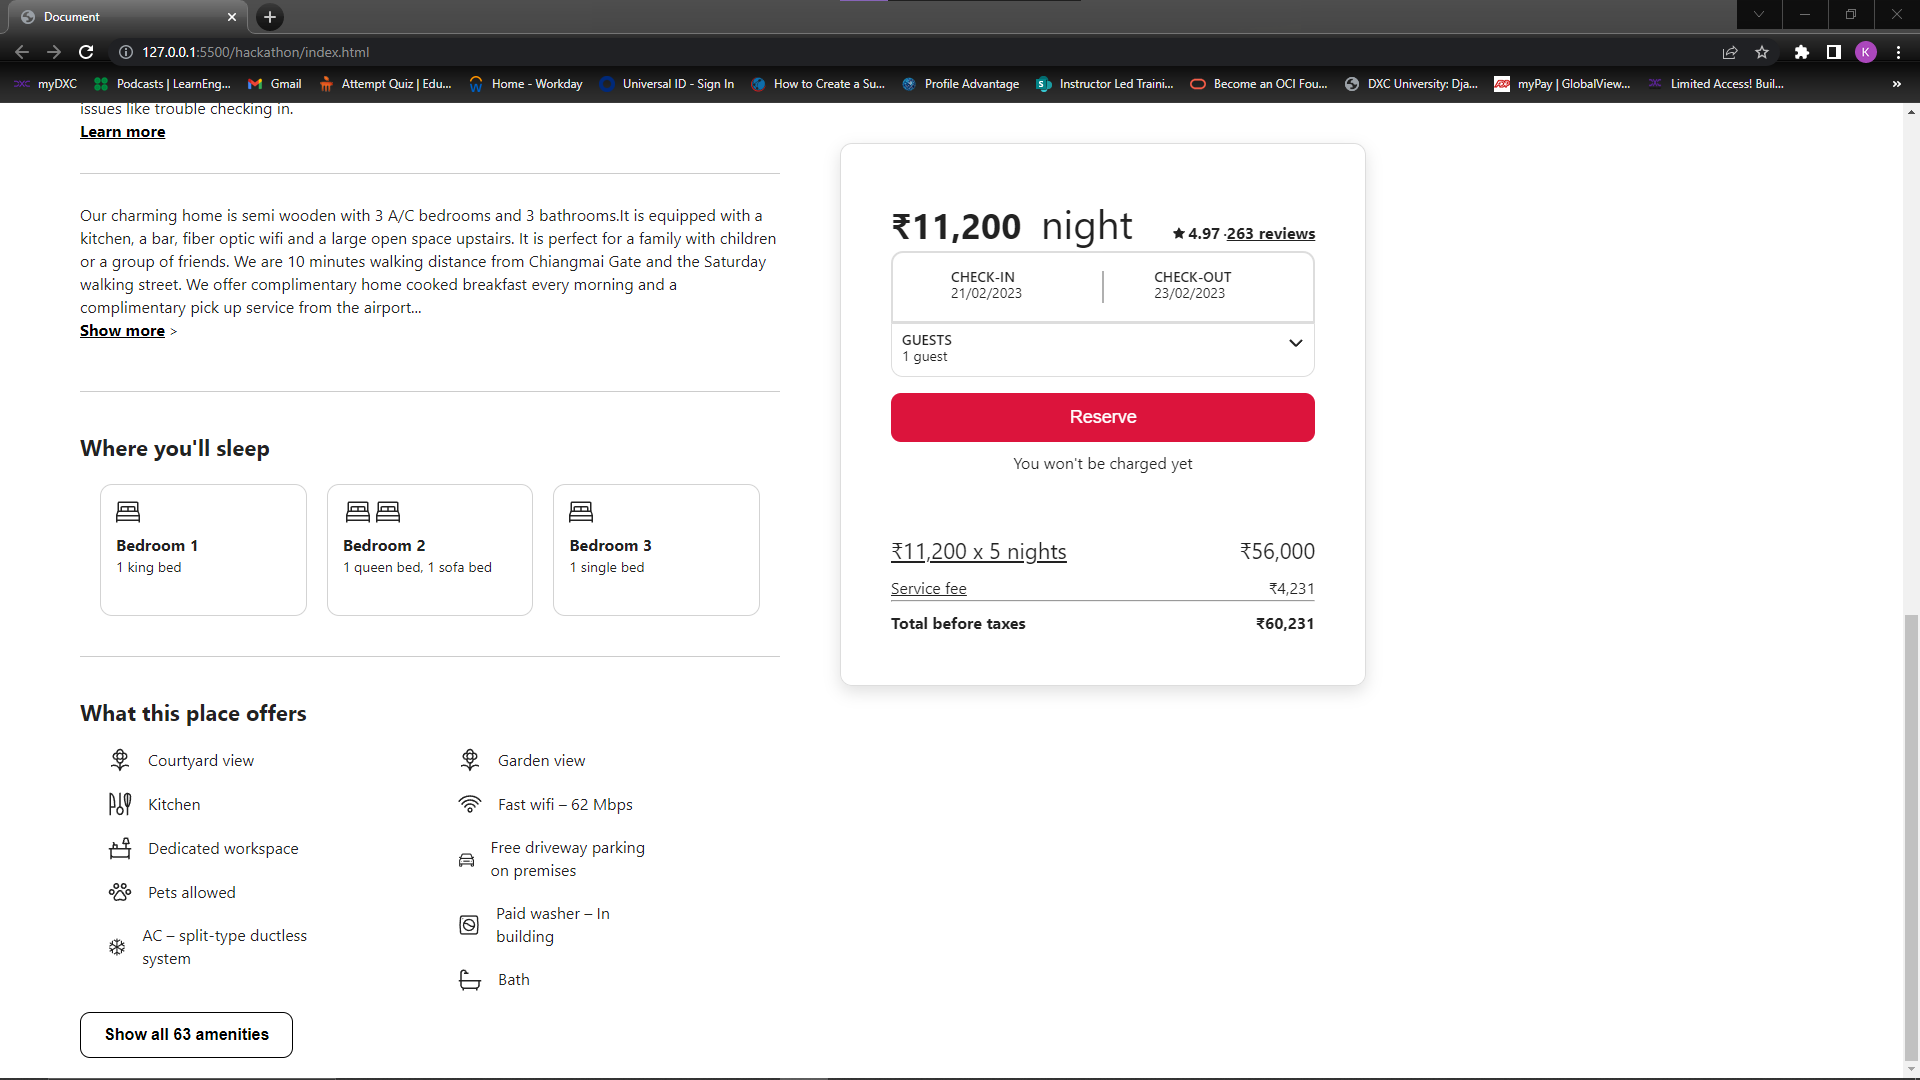 Document
127.0.0.1:5500/hackathon/index.html
K
myDXC
Podcasts | LearnEng...
Gmail
Attempt Quiz | Edu...
Home - Workday
Universal ID - Sign In
How to Create a Su...
Profile Advantage
Instructor Led Traini...
Become an OCI Fou...
DXC University: Dja...
myPay | GlobalView...
Limited Access! Buil...
»
issues like trouble checking in.
Learn more
Our charming home is semi wooden with 3 A/C bedrooms and 3 bathrooms.It is equipped with a
kitchen, a bar, fiber optic wifi and a large open space upstairs. It is perfect for a family with children
or a group of friends. We are 10 minutes walking distance from Chiangmai Gate and the Saturday
walking street. We offer complimentary home cooked breakfast every morning and a
complimentary pick up service from the airport...
Show more >
Where you'll sleep
Bedroom 1
1 king bed
Bedroom 2
1 queen bed, 1 sofa bed
Bedroom 3
1 single bed
What this place offers
Courtyard view
Kitchen
Dedicated workspace
Pets allowed
AC – split-type ductless
system
Garden view
Fast wifi – 62 Mbps
Free driveway parking
on premises
Paid washer – In
building
Bath
Show all 63 amenities
₹11,200 night
★ 4.97 ·263 reviews
CHECK-IN
21/02/2023
CHECK-OUT
23/02/2023
GUESTS
1 guest
Reserve
You won't be charged yet
₹11,200 x 5 nights ₹56,000
Service fee ₹4,231
Total before taxes ₹60,231